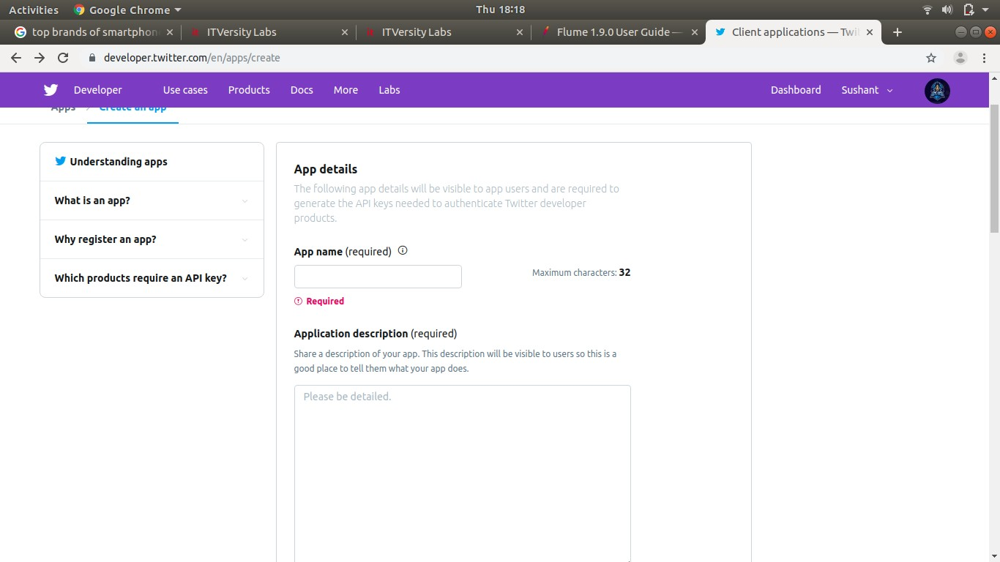 Activities Google Chrome Thu 18:18
top brands of smartphon ITVersity Labs ITVersity Labs Flume 1.9.0 User Guide — Client applications — Twi
developer.twitter.com/en/apps/create
Developer Use cases Products Docs More Labs Dashboard Sushant
Apps Create an app
Understanding apps
What is an app?
Why register an app?
Which products require an API key?
App details
The following app details will be visible to app users and are required to
generate the API keys needed to authenticate Twitter developer
products.
App name (required)
Maximum characters: 32
Required
Application description (required)
Share a description of your app. This description will be visible to users so this is a
good place to tell them what your app does.
Please be detailed.